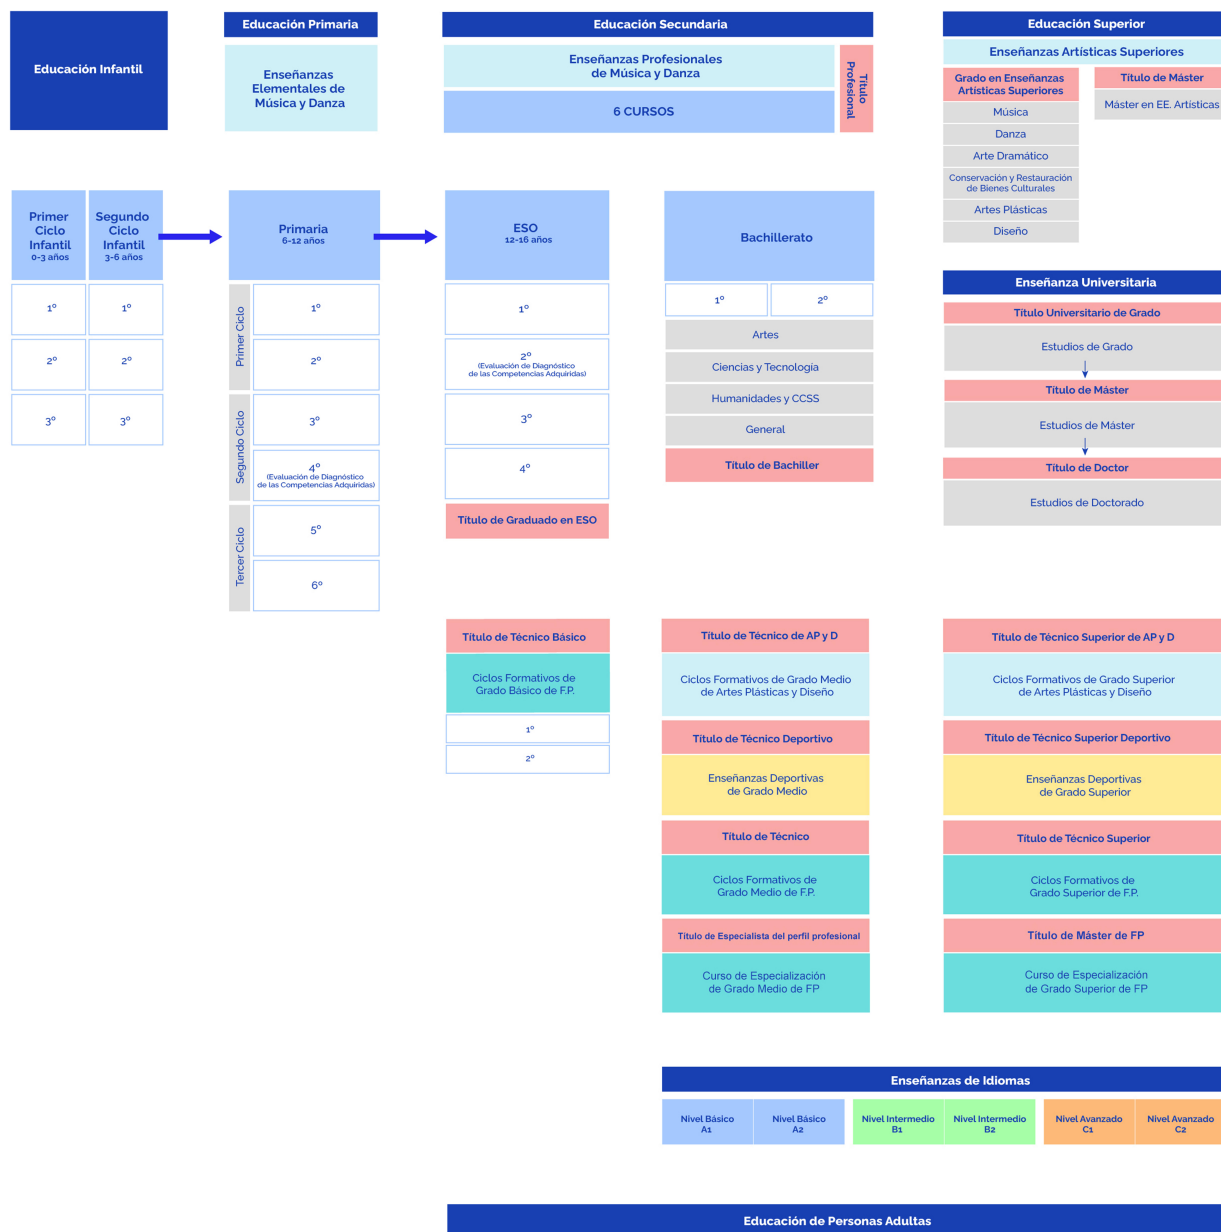 Educación Infantil
Educación Primaria
Enseñanzas
Elementales de
Música y Danza
Educación Secundaria
Enseñanzas Profesionales
de Música y Danza
6 CURSOS
Título
Profesional
Educación Superior
Enseñanzas Artísticas Superiores
Grado en Enseñanzas
Artísticas Superiores
Música
Danza
Arte Dramático
Conservación y Restauración
de Bienes Culturales
Artes Plásticas
Diseño
Título de Máster
Máster en EE. Artísticas
Primer
Ciclo
Infantil
0-3 años
1º
2º
3º
Segundo
Ciclo
Infantil
3-6 años
1º
2º
3º
Primaria
6-12 años
Primer Ciclo
1º
2º
Segundo Ciclo
3º
4º
(Evaluación de Diagnóstico
de las Competencias Adquiridas)
Tercer Ciclo
5º
6º
ESO
12-16 años
1º
2º
(Evaluación de Diagnóstico
de las Competencias Adquiridas)
3º
4º
Título de Graduado en ESO
Bachillerato
1º
2º
Artes
Ciencias y Tecnología
Humanidades y CCSS
General
Título de Bachiller
Enseñanza Universitaria
Título Universitario de Grado
Estudios de Grado
Título de Máster
Estudios de Máster
Título de Doctor
Estudios de Doctorado
Título de Técnico Básico
Ciclos Formativos de
Grado Básico de F.P.
1º
2º
Título de Técnico de AP y D
Ciclos Formativos de Grado Medio
de Artes Plásticas y Diseño
Título de Técnico Deportivo
Enseñanzas Deportivas
de Grado Medio
Título de Técnico
Ciclos Formativos de
Grado Medio de F.P.
Título de Especialista del perfil profesional
Curso de Especialización
de Grado Medio de FP
Título de Técnico Superior de AP y D
Ciclos Formativos de Grado Superior
de Artes Plásticas y Diseño
Título de Técnico Superior Deportivo
Enseñanzas Deportivas
de Grado Superior
Título de Técnico Superior
Ciclos Formativos de
Grado Superior de F.P.
Título de Máster de FP
Curso de Especialización
de Grado Superior de FP
Enseñanzas de Idiomas
Nivel Básico
A1
Nivel Básico
A2
Nivel Intermedio
B1
Nivel Intermedio
B2
Nivel Avanzado
C1
Nivel Avanzado
C2
Educación de Personas Adultas